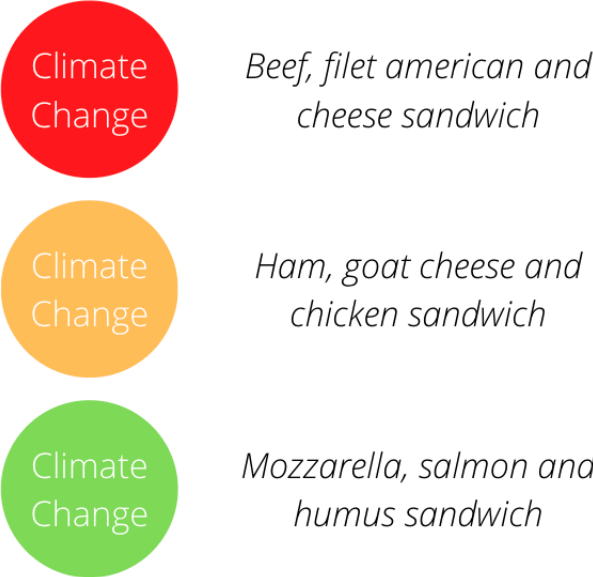 Climate
Change
Beef, filet american and
cheese sandwich
Climate
Change
Ham, goat cheese and
chicken sandwich
Climate
Change
Mozzarella, salmon and
humus sandwich